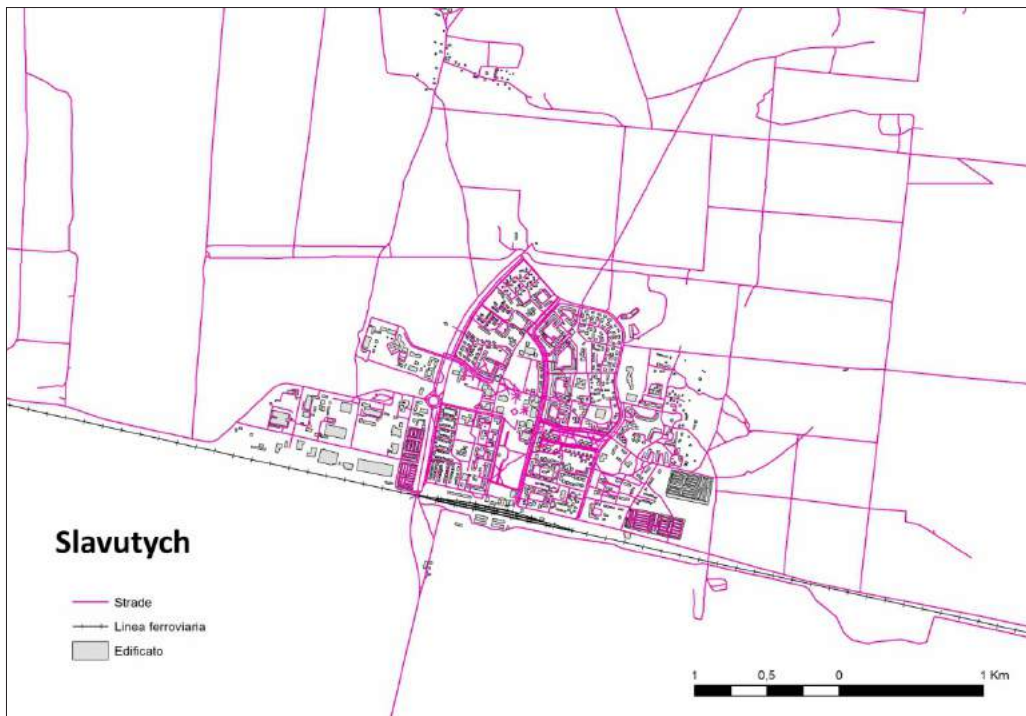 Slavutych
Strade
Linea ferroviaria
Edificato
1 0,5 0 1 Km